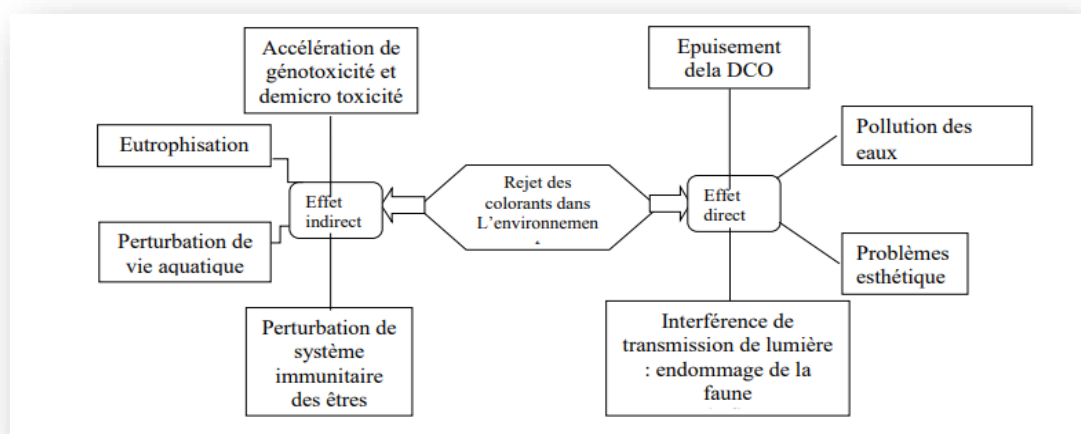 Accélération de
génotoxicité et
demicro toxicité
Eutrophisation
Perturbation de
vie aquatique
Perturbation de
système
immunitaire
des êtres
Effet
indirect
Rejet des
colorants dans
L’environnemen
Effet
direct
Epuisement
dela DCO
Pollution des
eaux
Problèmes
esthétique
Interférence de
transmission de lumière
: endommage de la
faune